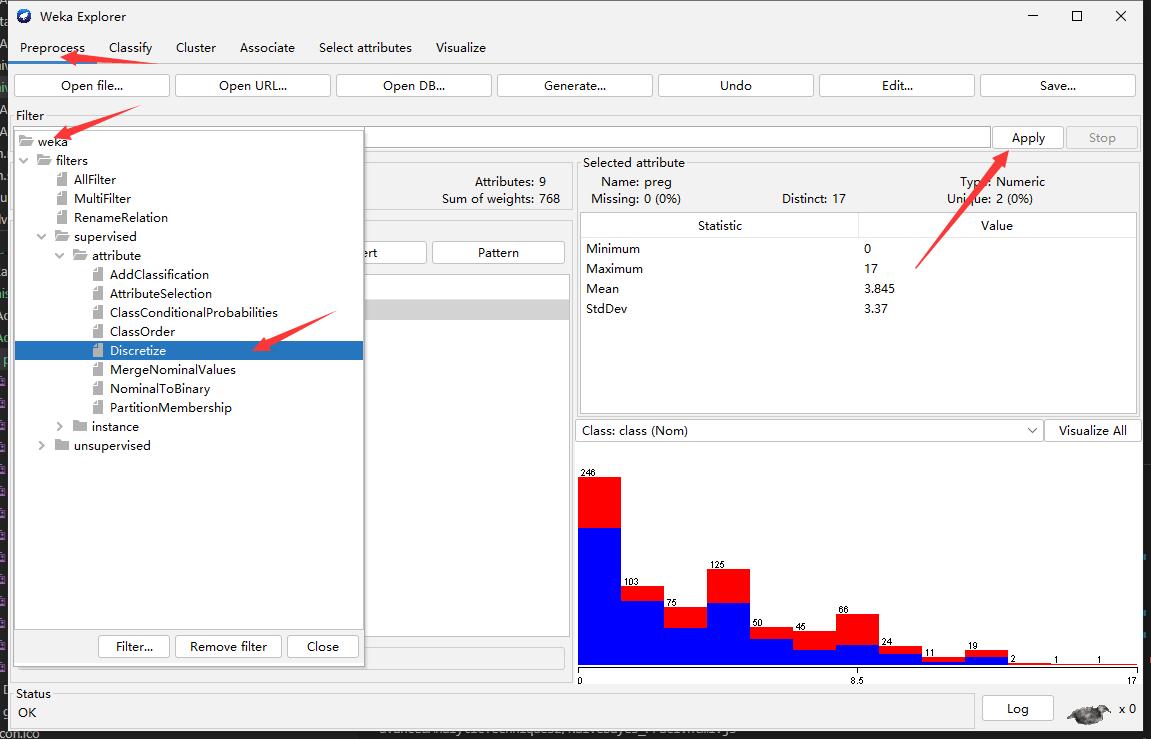 Weka Explorer
Preprocess Classify Cluster Associate Select attributes Visualize
Open file... Open URL... Open DB... Generate... Undo Edit... Save...
Filter
Apply Stop
weka
filters
AllFilter
MultiFilter
RenameRelation
supervised
attribute
AddClassification
AttributeSelection
ClassConditionalProbabilities
ClassOrder
Discretize
MergeNominalValues
NominalToBinary
PartitionMembership
instance
unsupervised
Filter... Remove filter Close
Attributes: 9
Sum of weights: 768
Pattern
Selected attribute
Name: preg Type: Numeric
Missing: 0 (0%) Distinct: 17 Unique: 2 (0%)
Statistic Value
Minimum 0
Maximum 17
Mean 3.845
StdDev 3.37
Class: class (Nom) Visualize All
246
103
75
125
50
45
66
24
11
19
2
1
1
0 8.5 17
Status
OK
Log x 0